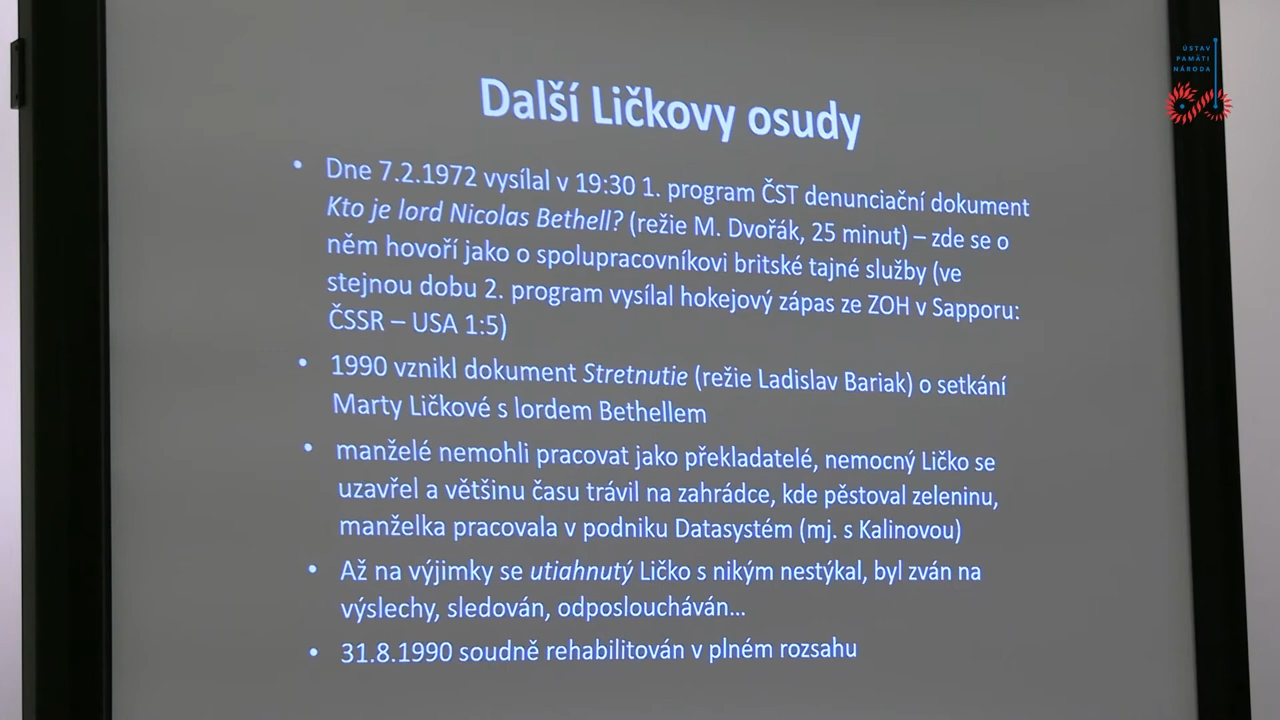 ÚSTAV
PAMÄTI
NÁRODA
Další Ličkovy osudy
• Dne 7.2.1972 vysílal v 19:30 1. program ČST denunciační dokument
Kto je lord Nicolas Bethell? (režie M. Dvořák, 25 minut) – zde se o
něm hovoří jako o spolupracovníkovi britské tajné služby (ve
stejnou dobu 2. program vysílal hokejový zápas ze ZOH v Sapporu:
ČSSR – USA 1:5)
• 1990 vznikl dokument Stretnutie (režie Ladislav Bariak) o setkání
Marty Ličkové s lordem Bethellem
• manželé nemohli pracovat jako překladatelé, nemocný Ličko se
uzavřel a většinu času trávil na zahrádce, kde pěstoval zeleninu,
manželka pracovala v podniku Datasystém (mj. s Kalinovou)
• Až na výjimky se utiahnutý Ličko s nikým nestýkal, byl zván na
výslechy, sledován, odposloucháván...
• 31.8.1990 soudně rehabilitován v plném rozsahu